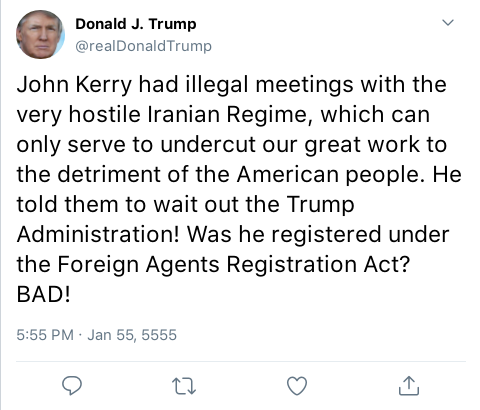 Donald J. Trump
@realDonaldTrump
John Kerry had illegal meetings with the
very hostile Iranian Regime, which can
only serve to undercut our great work to
the detriment of the American people. He
told them to wait out the Trump
Administration! Was he registered under
the Foreign Agents Registration Act?
BAD!
5:55 PM · Jan 55, 5555